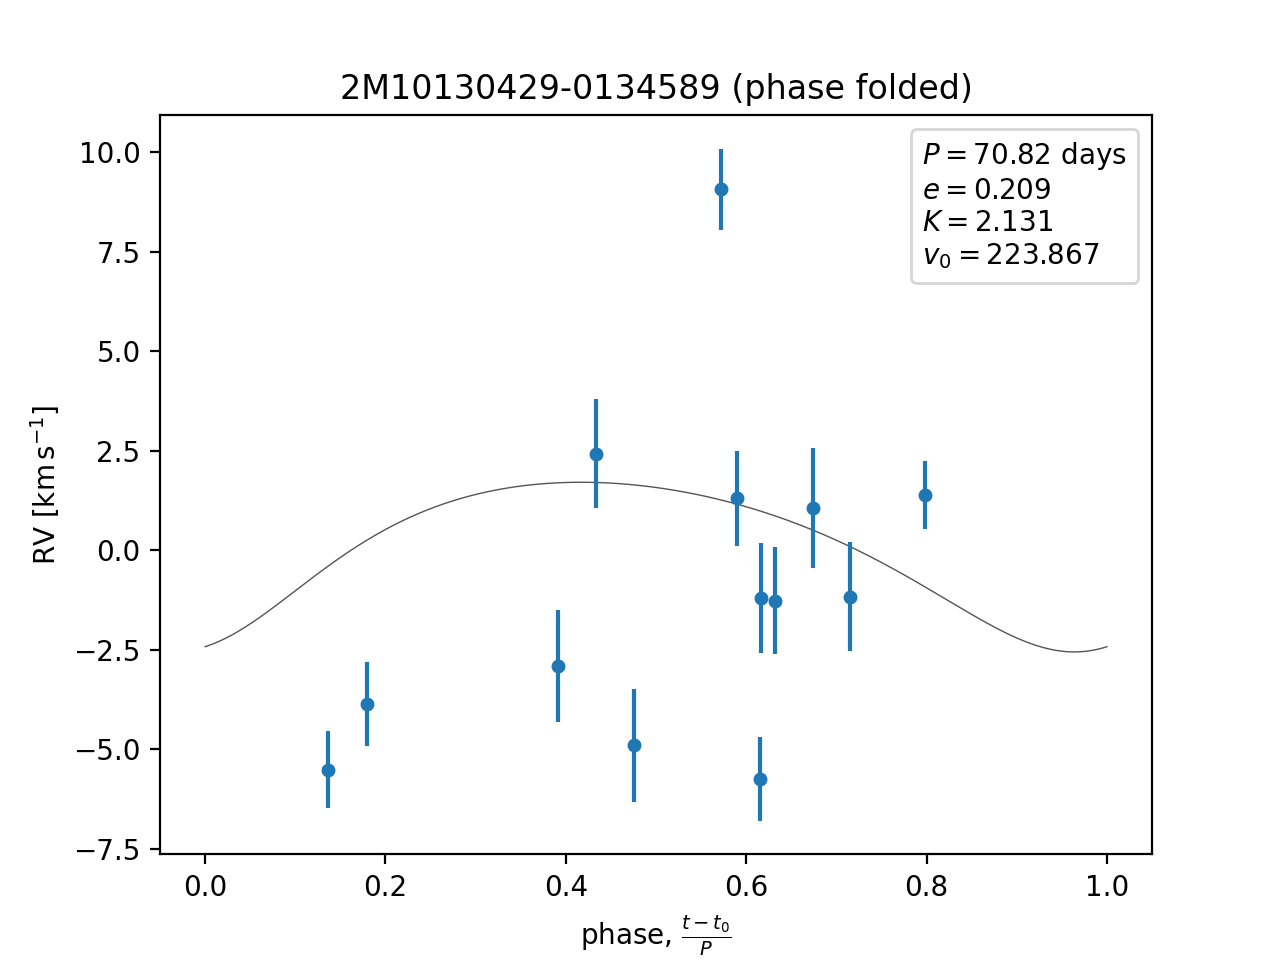 2M10130429-0134589 (phase folded)
P = 70.82 days
e = 0.209
K = 2.131
v₀ = 223.867
10.0
7.5
5.0
2.5
0.0
−2.5
−5.0
−7.5
RV [km s⁻¹]
0.0 0.2 0.4 0.6 0.8 1.0
phase, (t − t₀)/P